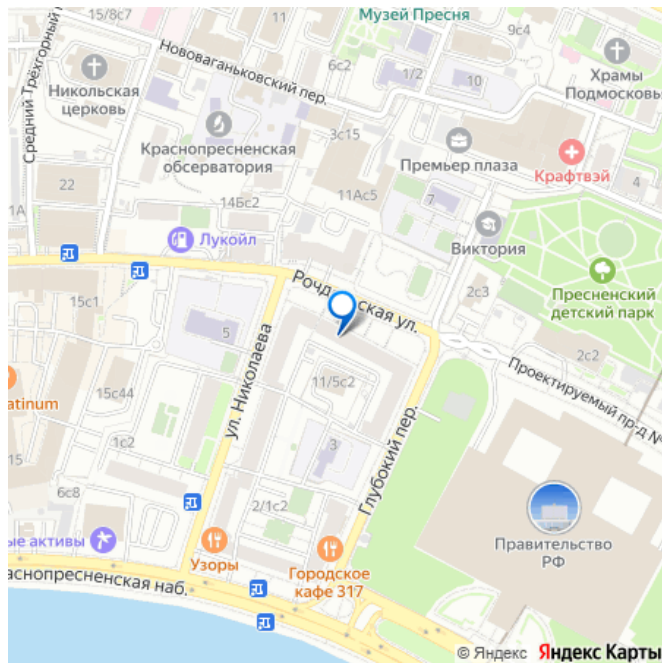 15/8с7
Музей Пресня
9с4
Средний Трёхгорный
Никольская
церковь
Нововаганьковский пер.
6с2
1/2
10
Храмы
Подмосковья
3с15
Краснопресненская
обсерватория
Премьер плаза
Крафтвэй
4
22
1А
14Бс2
11Ас5
7
Лукойл
Виктория
2с3
Пресненский
детский парк
15с1
Рочдельская ул.
5
ул. Николаева
2с2
Проектируемый пр-д №
atinum
15с44
11/5с2
Глубокий пер.
1с2
15
3
6с8
2/1с2
ые активы
Узоры
Городское
кафе 317
Правительство
РФ
раснопресненская наб.
© Яндекс Яндекс Карты